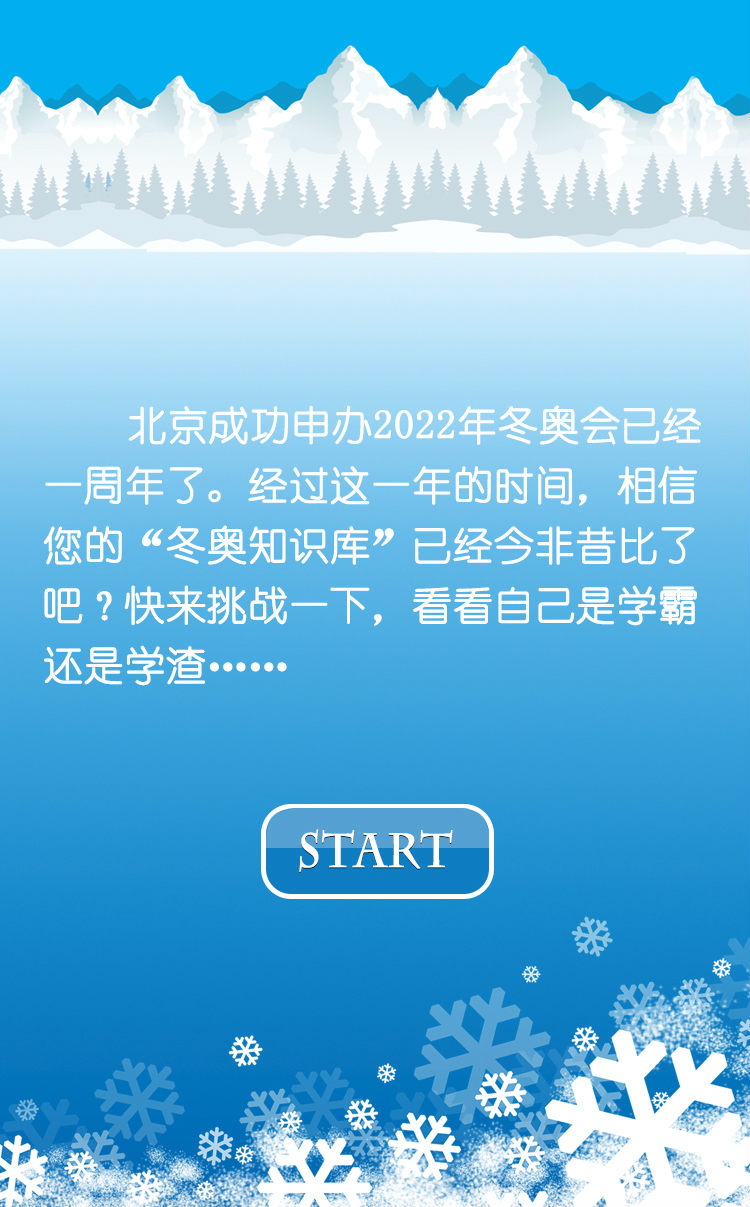 北京成功申办2022年冬奥会已经
一周年了。经过这一年的时间，相信
您的“冬奥知识库”已经今非昔比了
吧？快来挑战一下，看看自己是学霸
还是学渣……
START